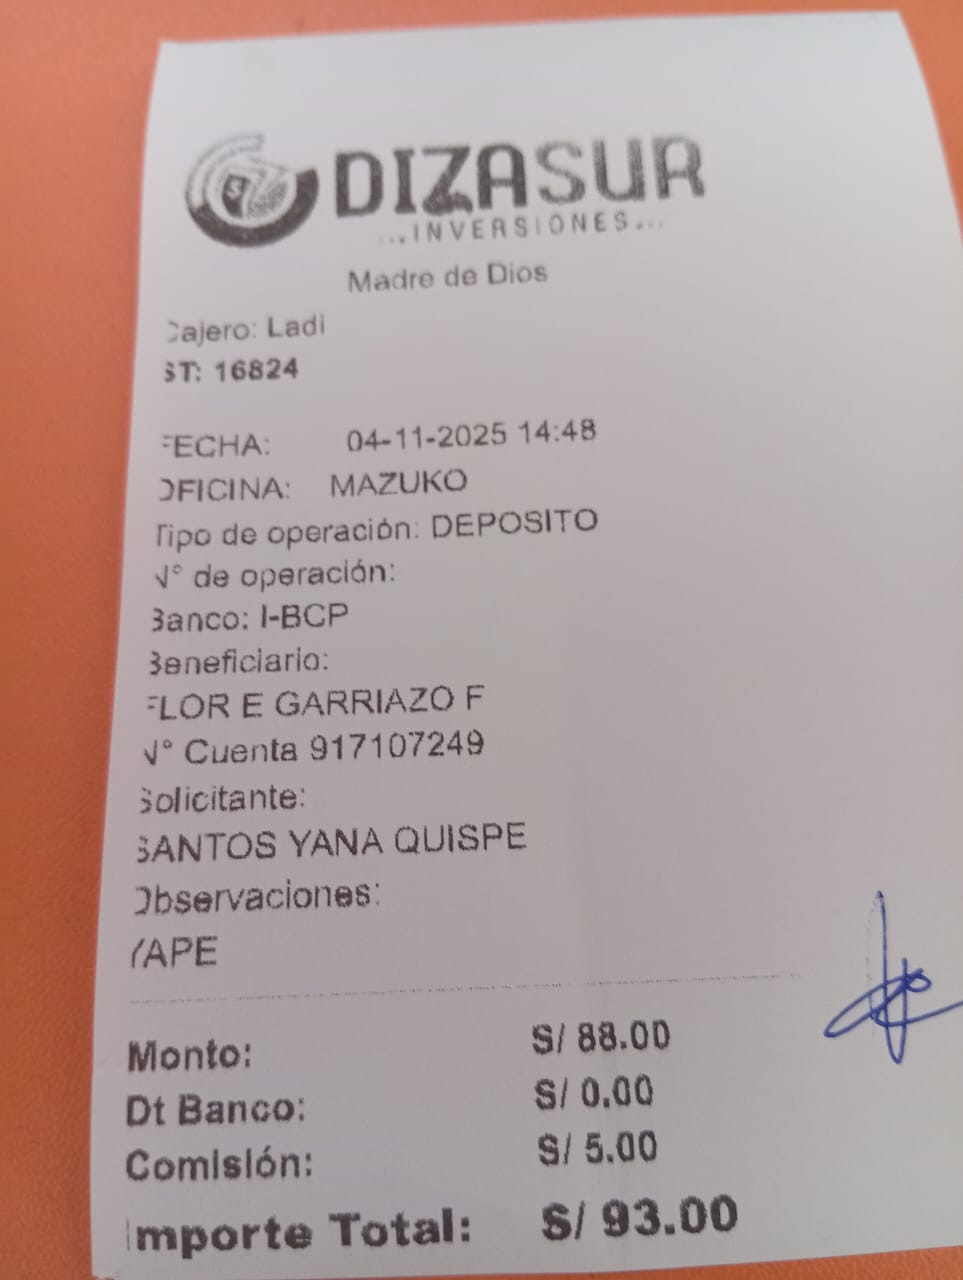 DIZASUR
...INVERSIONES...
Madre de Dios
Cajero: Ladi
ST: 16824
FECHA: 04-11-2025 14:48
OFICINA: MAZUKO
Tipo de operación: DEPOSITO
N° de operación:
Banco: I-BCP
Beneficiario:
FLOR E GARRIAZO F
N° Cuenta 917107249
Solicitante:
SANTOS YANA QUISPE
Observaciones:
YAPE
Monto: S/ 88.00
Dt Banco: S/ 0.00
Comisión: S/ 5.00
Importe Total: S/ 93.00